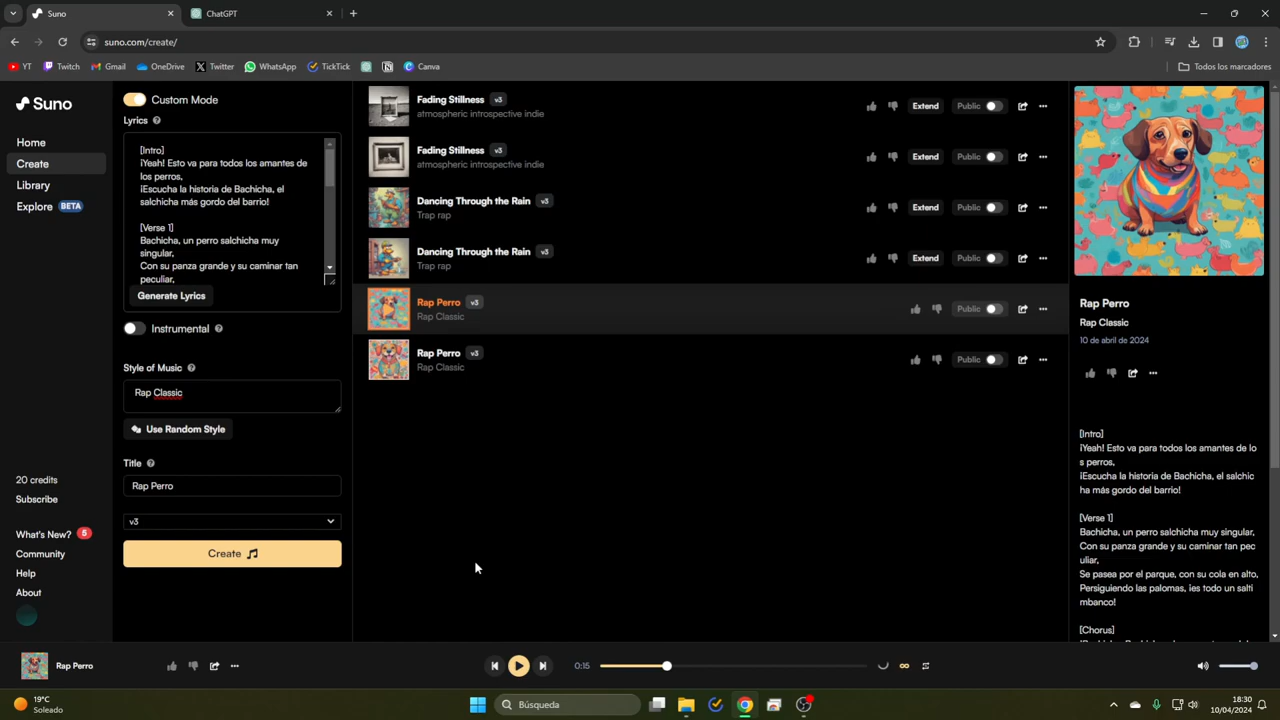 Suno
ChatGPT
suno.com/create/
YT
Twitch
Gmail
OneDrive
Twitter
WhatsApp
TickTick
Canva
Todos los marcadores
Suno
Home
Create
Library
Explore BETA
20 credits
Subscribe
What's New? 5
Community
Help
About
Custom Mode
Lyrics
[Intro]
¡Yeah! Esto va para todos los amantes de
los perros,
¡Escucha la historia de Bachicha, el
salchicha más gordo del barrio!
[Verse 1]
Bachicha, un perro salchicha muy
singular,
Con su panza grande y su caminar tan
peculiar,
Generate Lyrics
Instrumental
Style of Music
Rap Classic
Use Random Style
Title
Rap Perro
v3
Create
Fading Stillness v3
atmospheric introspective indie
Extend Public
Fading Stillness v3
atmospheric introspective indie
Extend Public
Dancing Through the Rain v3
Trap rap
Extend Public
Dancing Through the Rain v3
Trap rap
Extend Public
Rap Perro v3
Rap Classic
Public
Rap Perro v3
Rap Classic
Public
Rap Perro
Rap Classic
10 de abril de 2024
[Intro]
¡Yeah! Esto va para todos los amantes de lo
s perros,
¡Escucha la historia de Bachicha, el salchic
ha más gordo del barrio!
[Verse 1]
Bachicha, un perro salchicha muy singular,
Con su panza grande y su caminar tan pec
uliar,
Se pasea por el parque, con su cola en alto,
Persiguiendo las palomas, ¡es todo un salti
mbanco!
[Chorus]
Rap Perro
0:15
19°C
Soleado
Búsqueda
18:30
10/04/2024